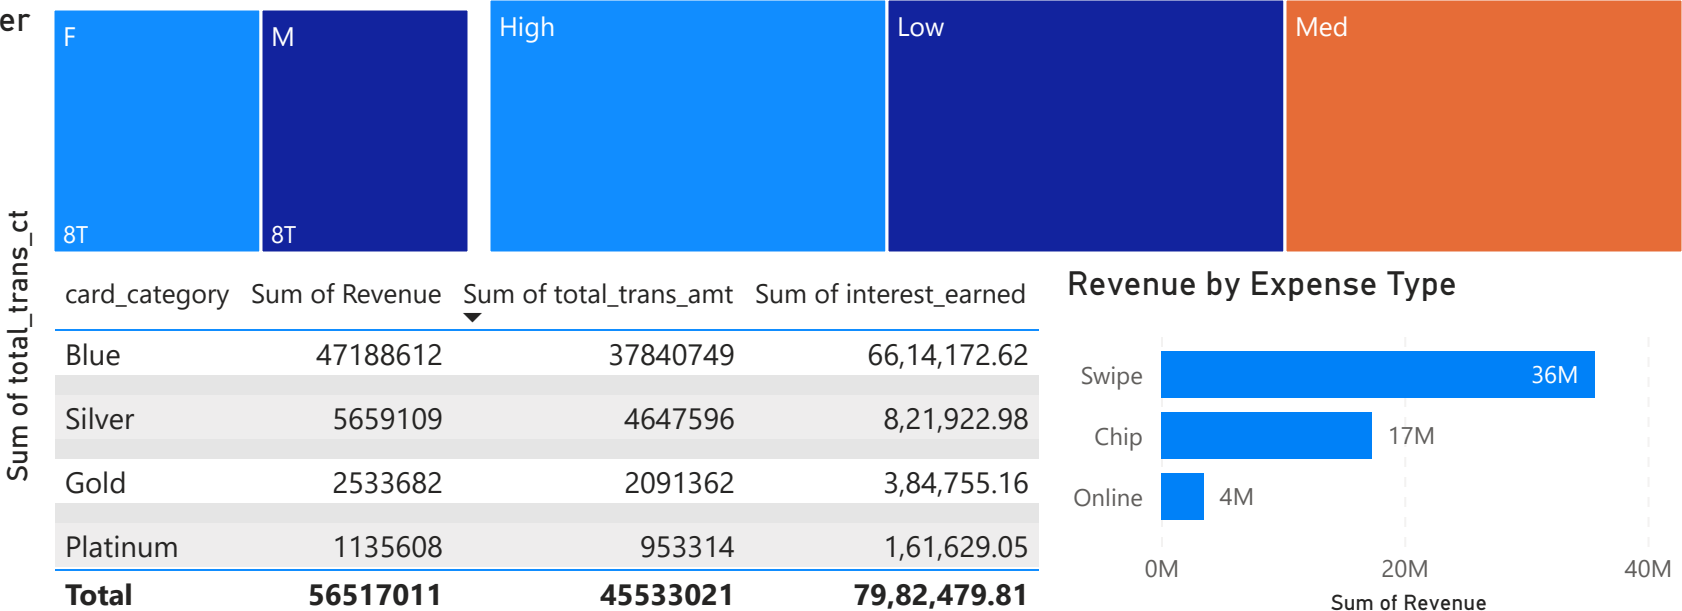 er
F
M
8T
8T
High
Low
Med
Sum of total_trans_ct
card_category Sum of Revenue Sum of total_trans_amt Sum of interest_earned
Blue 47188612 37840749 66,14,172.62
Silver 5659109 4647596 8,21,922.98
Gold 2533682 2091362 3,84,755.16
Platinum 1135608 953314 1,61,629.05
Total 56517011 45533021 79,82,479.81
Revenue by Expense Type
Swipe 36M
Chip 17M
Online 4M
0M 20M 40M
Sum of Revenue